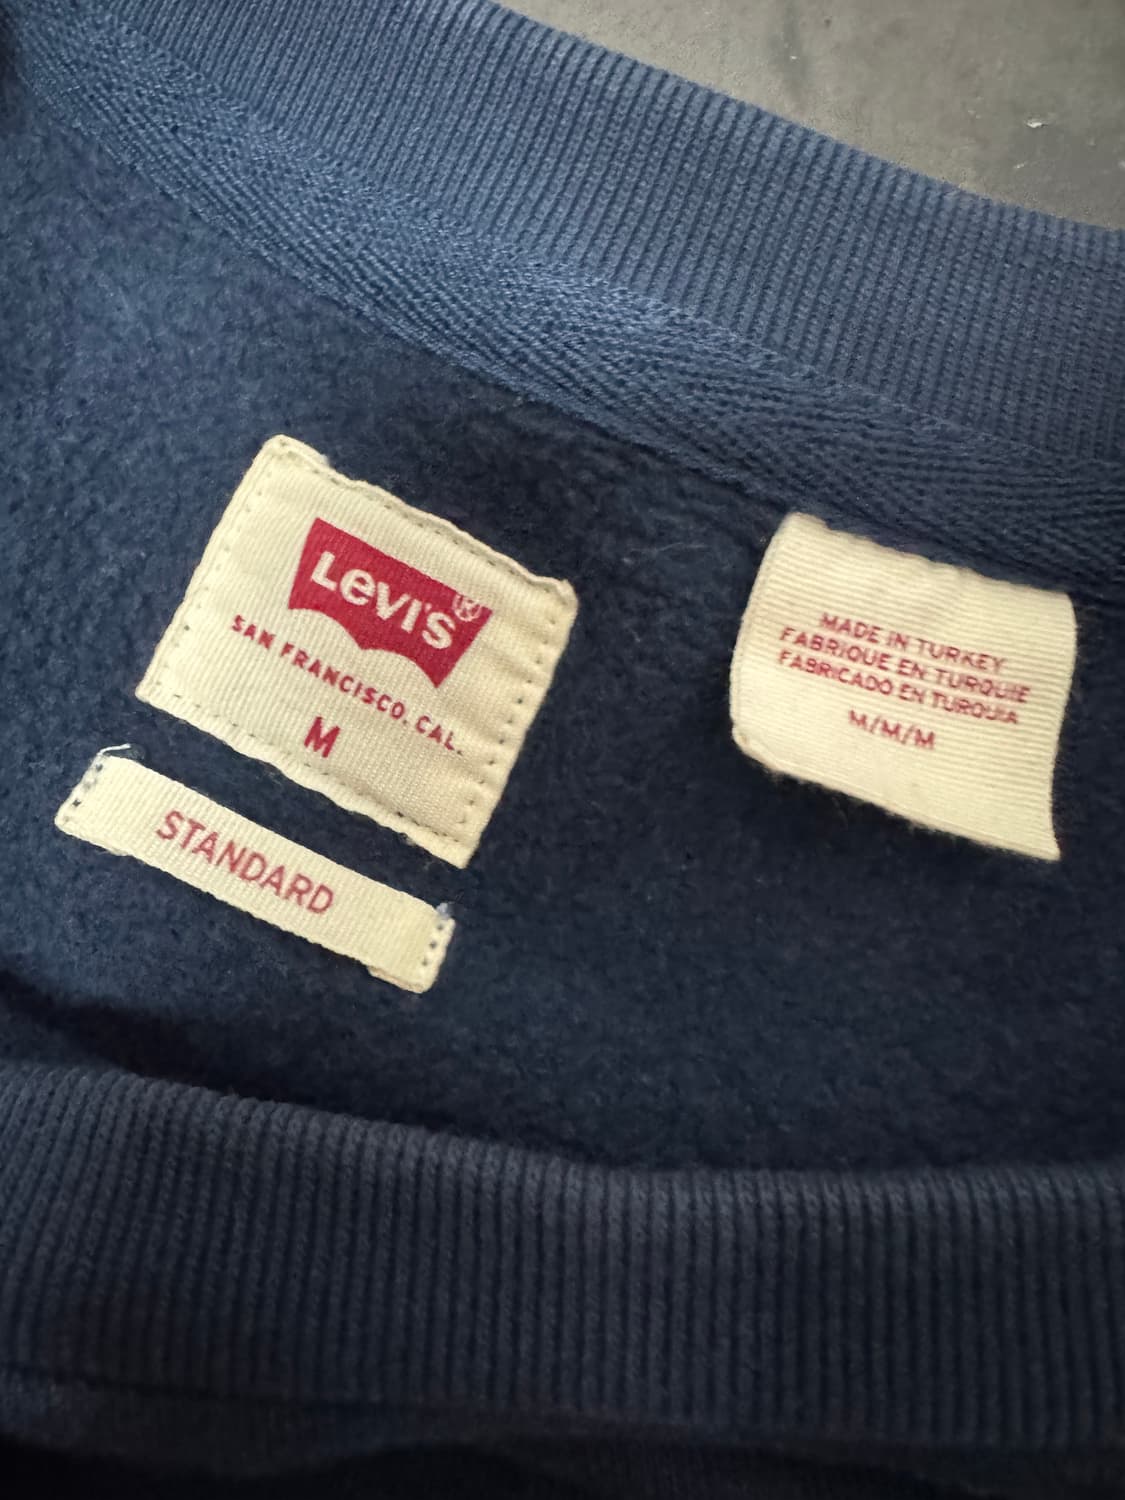 Levi's®
SAN FRANCISCO, CAL.
M
STANDARD
MADE IN TURKEY
FABRIQUE EN TURQUIE
FABRICADO EN TURQUIA
M/M/M